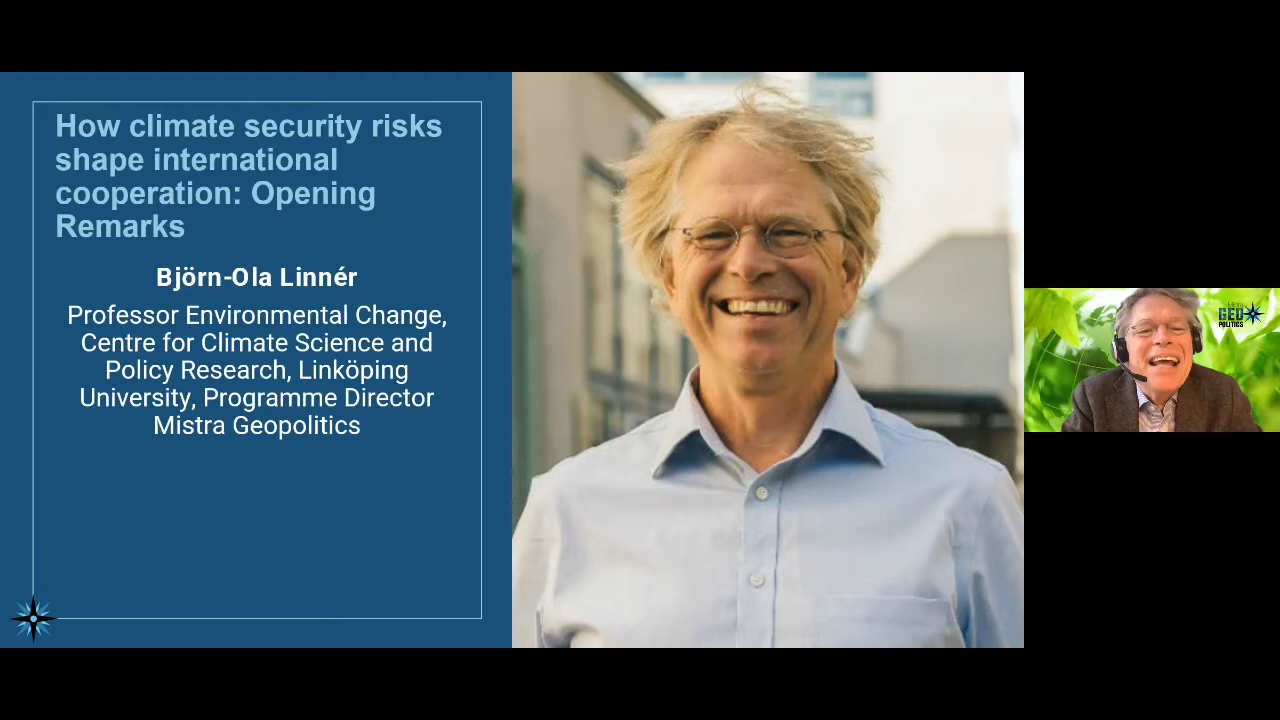 How climate security risks
shape international
cooperation: Opening
Remarks
Björn-Ola Linnér
Professor Environmental Change,
Centre for Climate Science and
Policy Research, Linköping
University, Programme Director
Mistra Geopolitics
Mistra
GEO
POLITICS